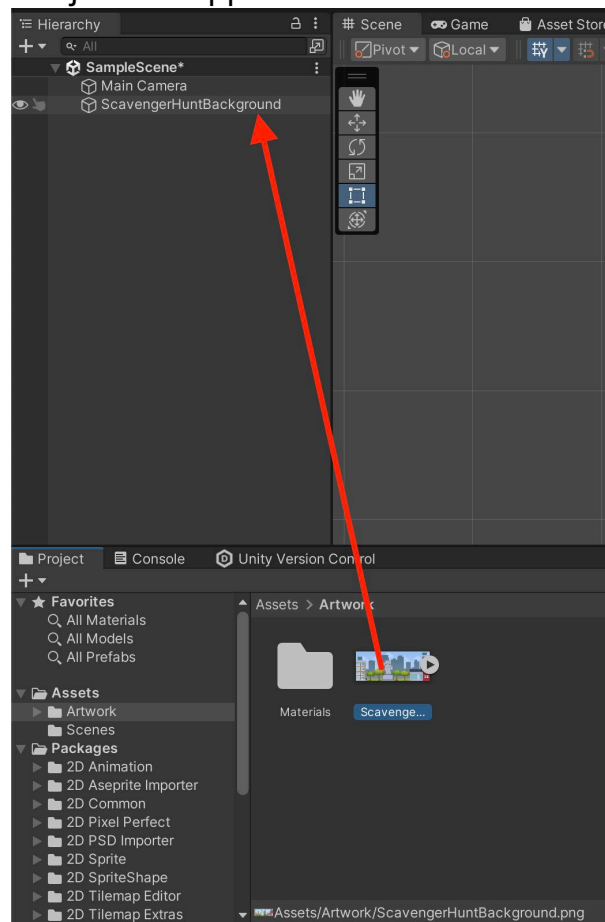 Hierarchy
All
SampleScene*
Main Camera
ScavengerHuntBackground
Scene
Game
Asset Stor
Pivot
Local
Project
Console
Unity Version Control
Favorites
All Materials
All Models
All Prefabs
Assets
Artwork
Scenes
Packages
2D Animation
2D Aseprite Importer
2D Common
2D Pixel Perfect
2D PSD Importer
2D Sprite
2D SpriteShape
2D Tilemap Editor
2D Tilemap Extras
Assets > Artwork
Materials
Scavenge...
Assets/Artwork/ScavengerHuntBackground.png